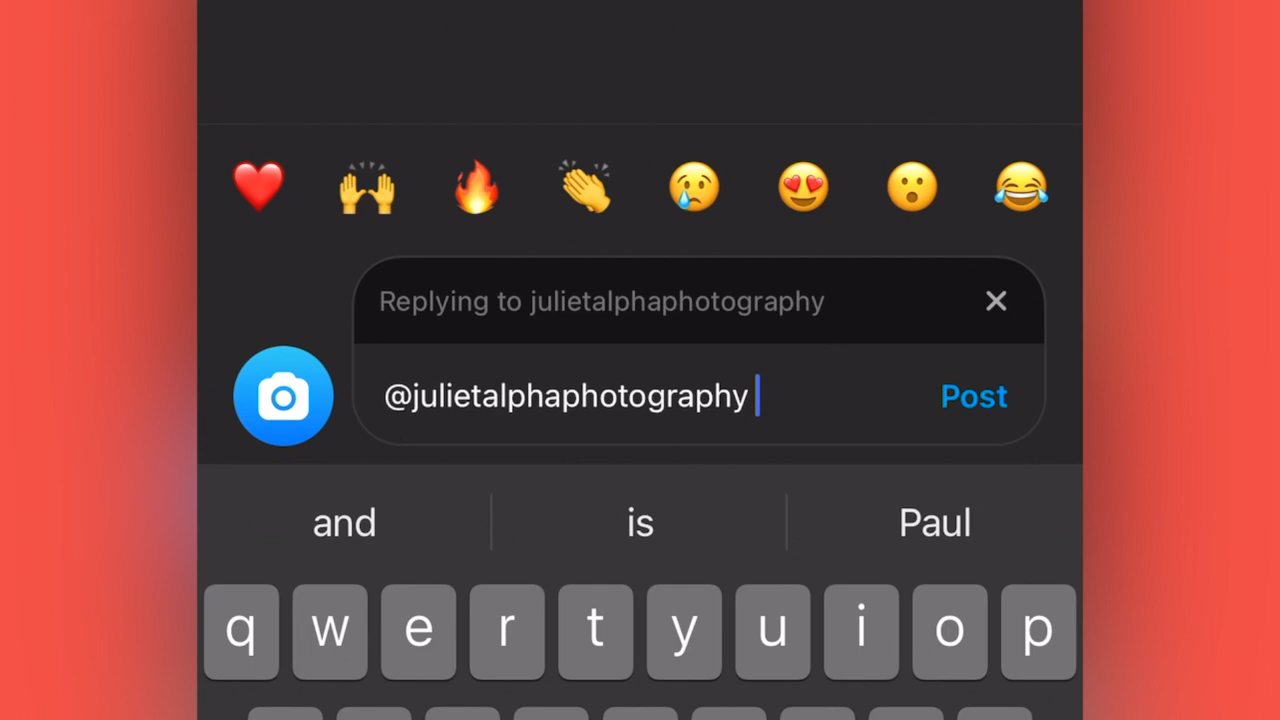 Replying to julietalphaphotography
@julietalphaphotography
Post
and is Paul
q w e r t y u i o p